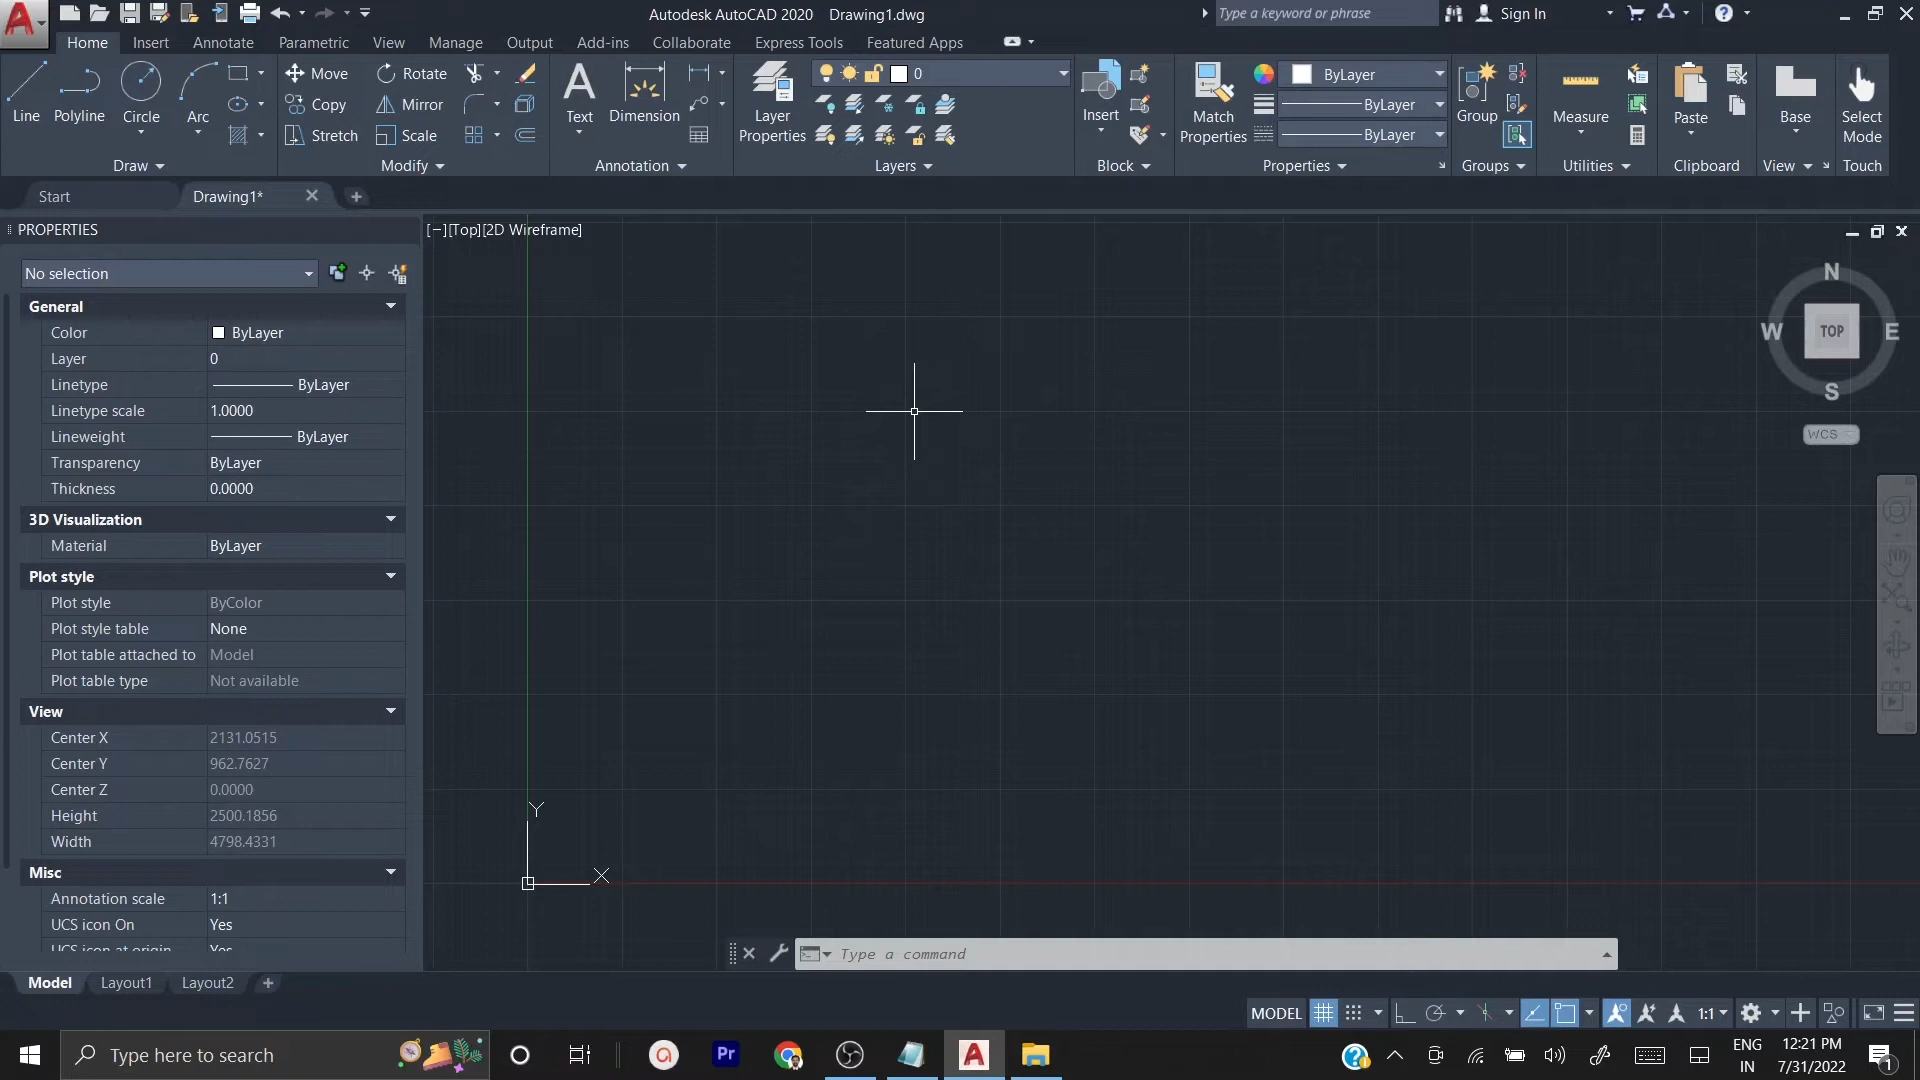 Autodesk AutoCAD 2020 Drawing1.dwg
Type a keyword or phrase
Sign In
Home Insert Annotate Parametric View Manage Output Add-ins Collaborate Express Tools Featured Apps
Line Polyline Circle Arc
Move Rotate
Copy Mirror
Stretch Scale
Text Dimension
Layer Properties
0
Insert
Match Properties
ByLayer
ByLayer
ByLayer
Group
Measure
Paste
Base
Select Mode
Draw Modify Annotation Layers Block Properties Groups Utilities Clipboard View Touch
Start Drawing1*
PROPERTIES
[−][Top][2D Wireframe]
No selection
General
Color ByLayer
Layer 0
Linetype ByLayer
Linetype scale 1.0000
Lineweight ByLayer
Transparency ByLayer
Thickness 0.0000
3D Visualization
Material ByLayer
Plot style
Plot style ByColor
Plot style table None
Plot table attached to Model
Plot table type Not available
View
Center X 2131.0515
Center Y 962.7627
Center Z 0.0000
Height 2500.1856
Width 4798.4331
Misc
Annotation scale 1:1
UCS icon On Yes
UCS icon at origin Yes
N
W TOP E
S
WCS
Y
X
Type a command
Model Layout1 Layout2
MODEL
1:1
Type here to search
Pr
ENG
IN
12:21 PM
7/31/2022
1